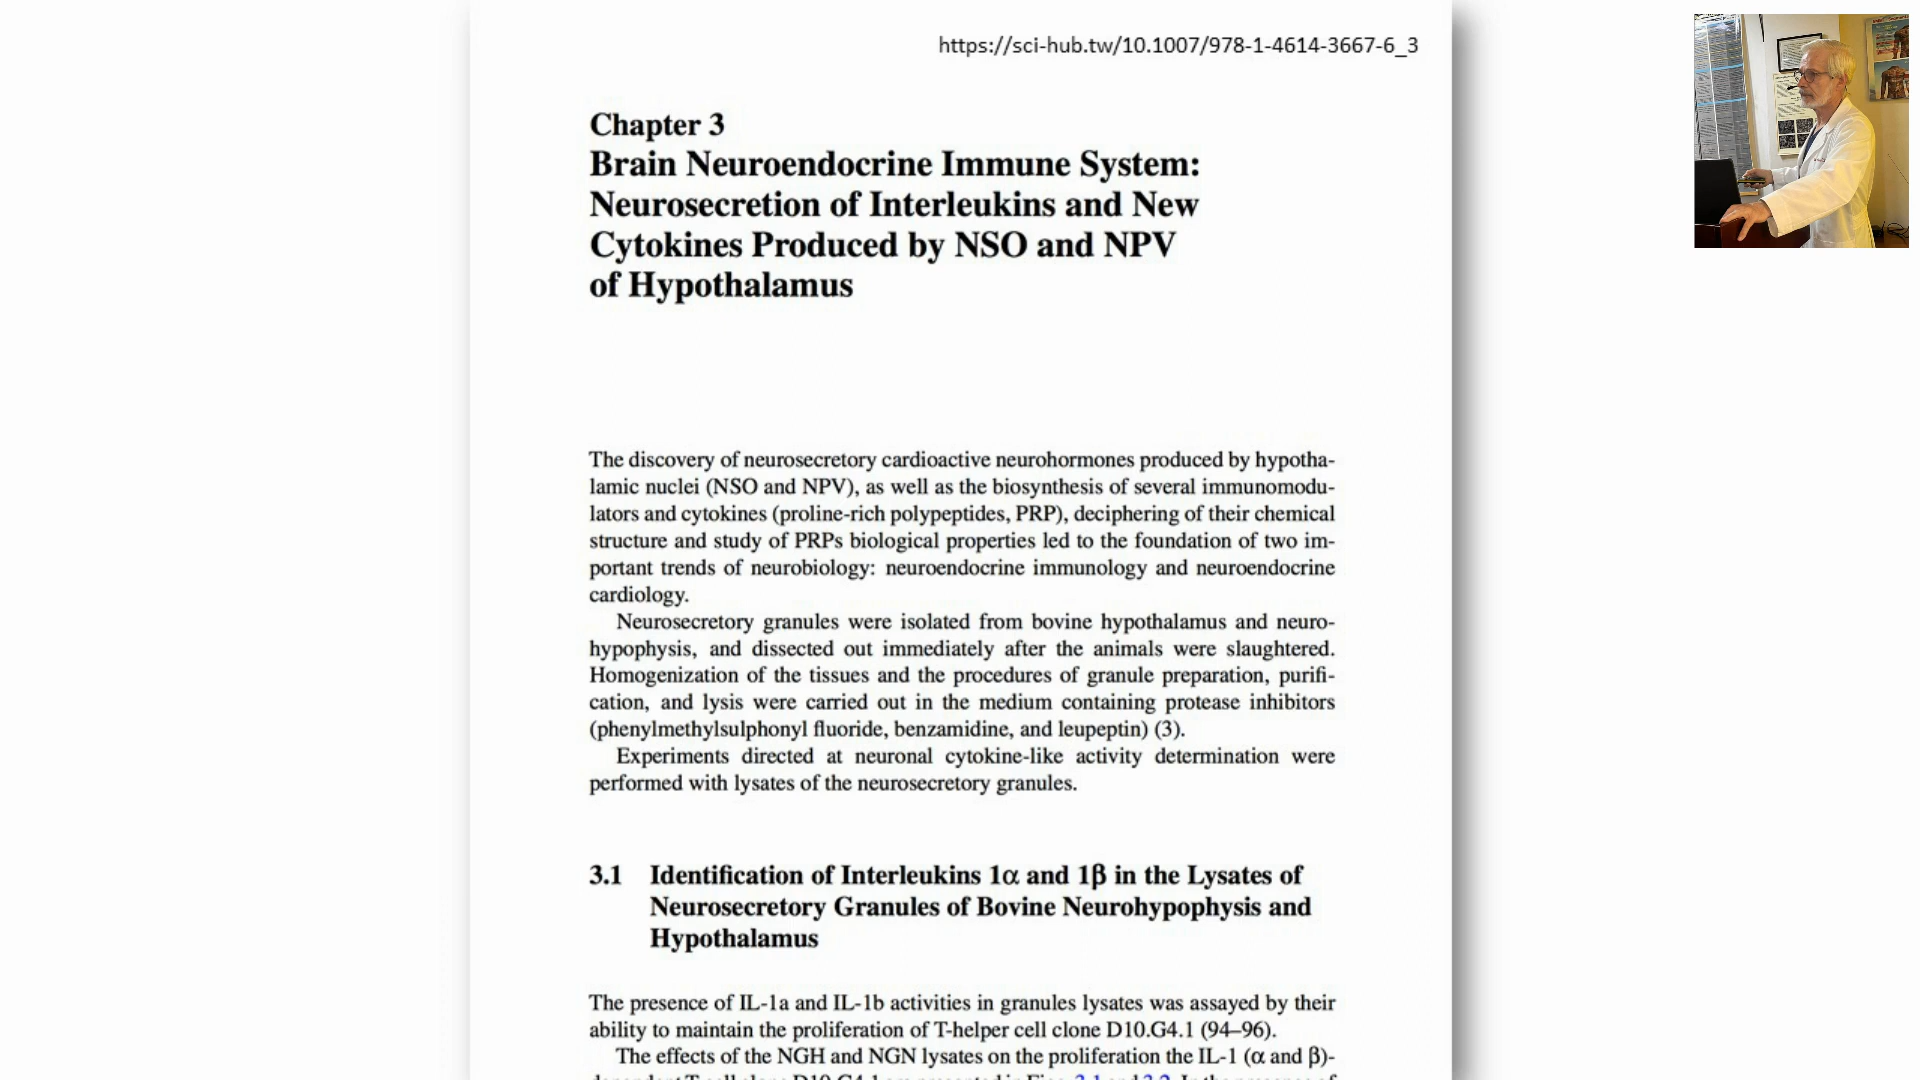 https://sci-hub.tw/10.1007/978-1-4614-3667-6_3
Chapter 3
Brain Neuroendocrine Immune System:
Neurosecretion of Interleukins and New
Cytokines Produced by NSO and NPV
of Hypothalamus
The discovery of neurosecretory cardioactive neurohormones produced by hypotha-
lamic nuclei (NSO and NPV), as well as the biosynthesis of several immunomodu-
lators and cytokines (proline-rich polypeptides, PRP), deciphering of their chemical
structure and study of PRPs biological properties led to the foundation of two im-
portant trends of neurobiology: neuroendocrine immunology and neuroendocrine
cardiology.
Neurosecretory granules were isolated from bovine hypothalamus and neuro-
hypophysis, and dissected out immediately after the animals were slaughtered.
Homogenization of the tissues and the procedures of granule preparation, purifi-
cation, and lysis were carried out in the medium containing protease inhibitors
(phenylmethylsulphonyl fluoride, benzamidine, and leupeptin) (3).
Experiments directed at neuronal cytokine-like activity determination were
performed with lysates of the neurosecretory granules.
3.1 Identification of Interleukins 1α and 1β in the Lysates of
Neurosecretory Granules of Bovine Neurohypophysis and
Hypothalamus
The presence of IL-1a and IL-1b activities in granules lysates was assayed by their
ability to maintain the proliferation of T-helper cell clone D10.G4.1 (94–96).
The effects of the NGH and NGN lysates on the proliferation the IL-1 (α and β)-